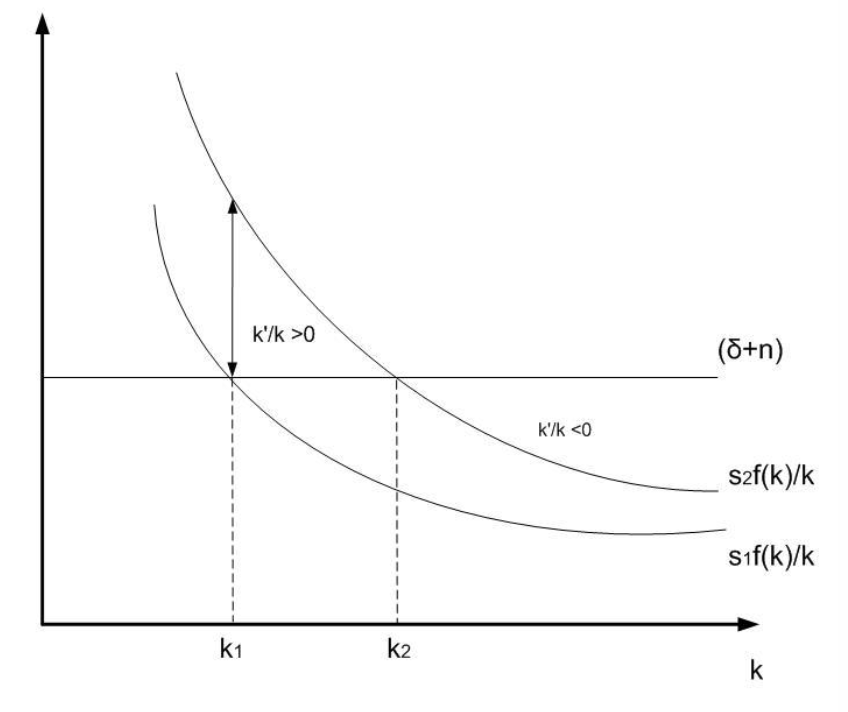 k'/k >0
(δ+n)
k'/k <0
s2f(k)/k
s1f(k)/k
k1
k2
k